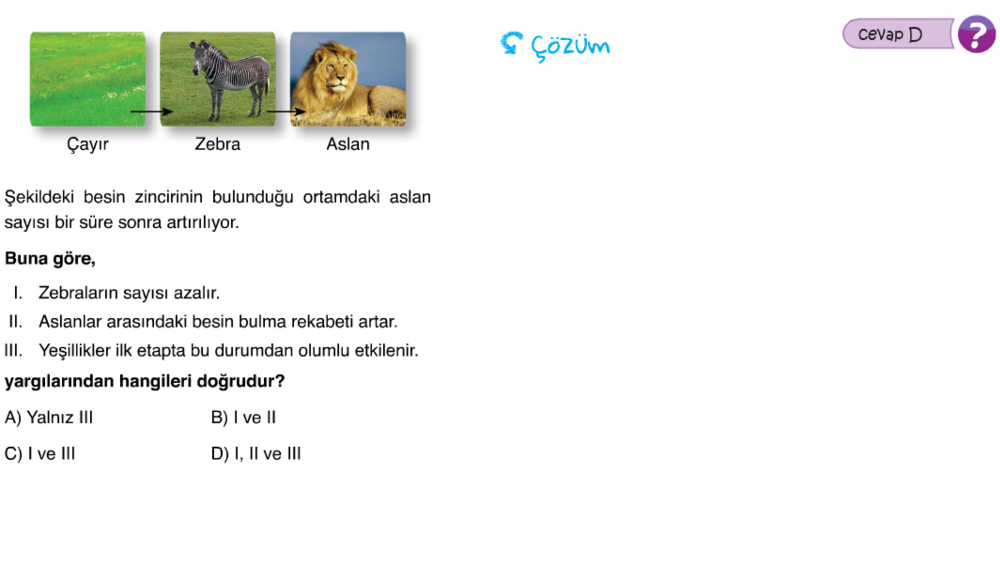 Çayır
Zebra
Aslan
Şekildeki besin zincirinin bulunduğu ortamdaki aslan
sayısı bir süre sonra artırılıyor.
Buna göre,
I. Zebraların sayısı azalır.
II. Aslanlar arasındaki besin bulma rekabeti artar.
III. Yeşillikler ilk etapta bu durumdan olumlu etkilenir.
yargılarından hangileri doğrudur?
A) Yalnız III
B) I ve II
C) I ve III
D) I, II ve III
Çözüm
Cevap D
?